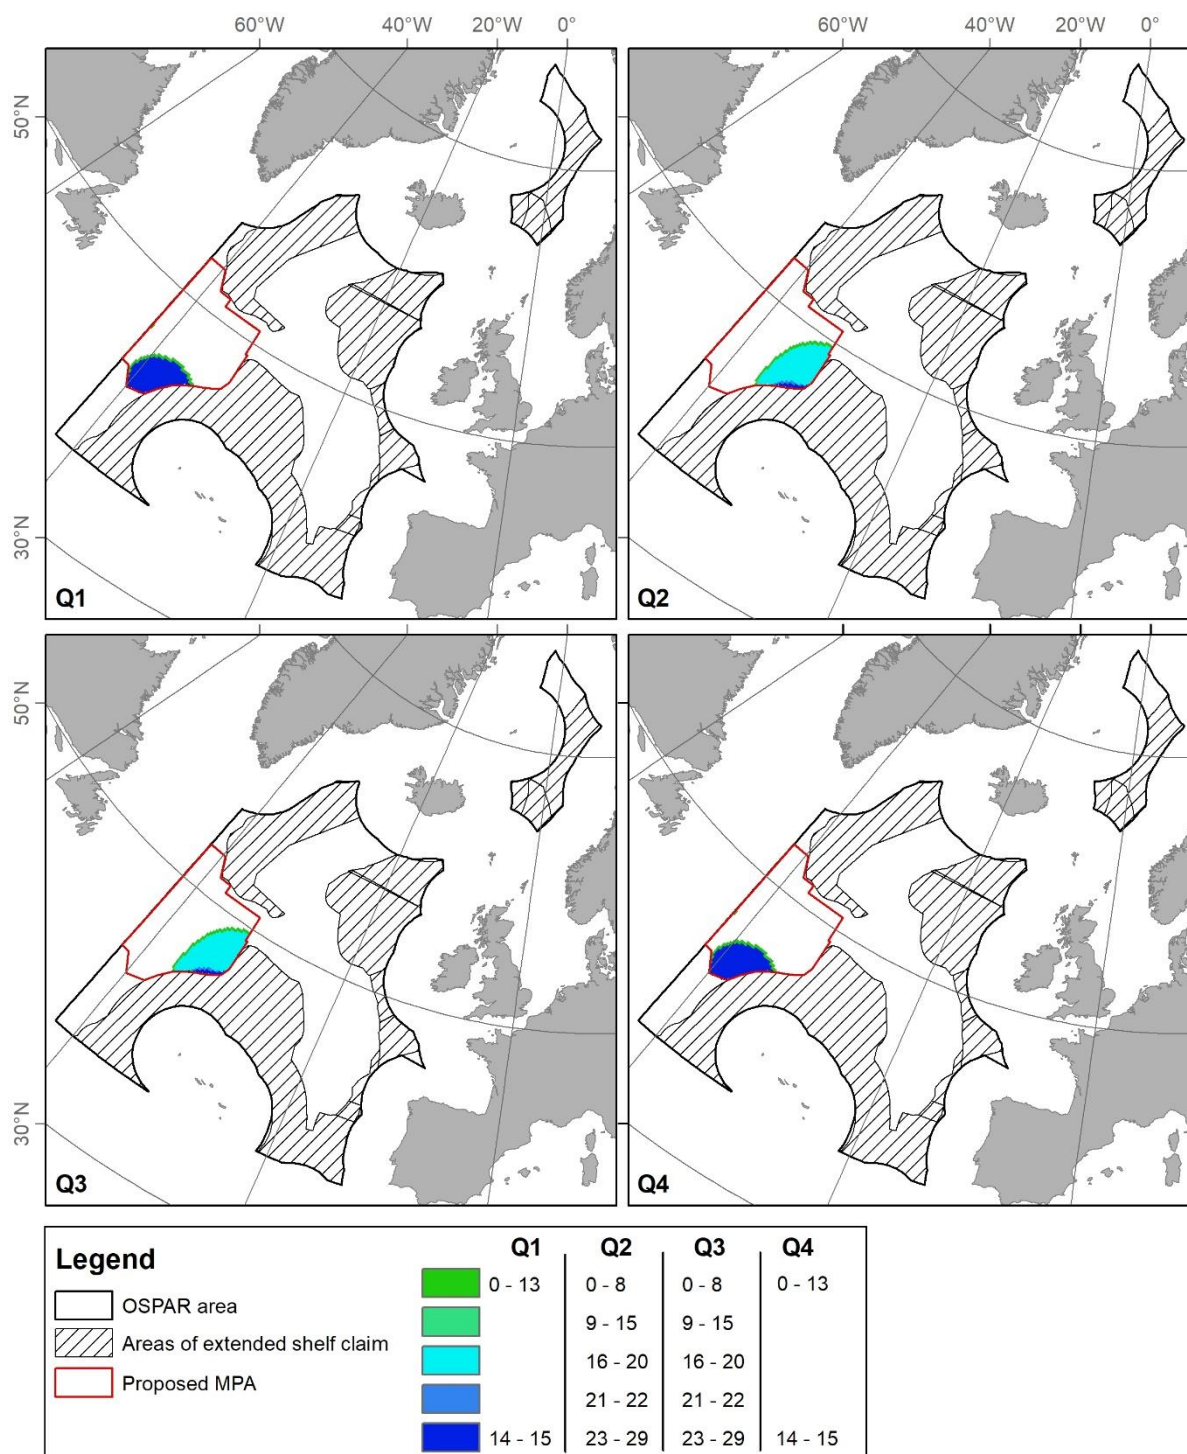 60°W 40°W 20°W 0° 60°W 40°W 20°W 0°
50°N
30°N
Q1 Q2
50°N
30°N
Q3 Q4
Legend
OSPAR area
Areas of extended shelf claim
Proposed MPA
Q1 Q2 Q3 Q4
0 - 13 0 - 8 0 - 8 0 - 13
9 - 15 9 - 15
16 - 20 16 - 20
21 - 22 21 - 22
14 - 15 23 - 29 23 - 29 14 - 15